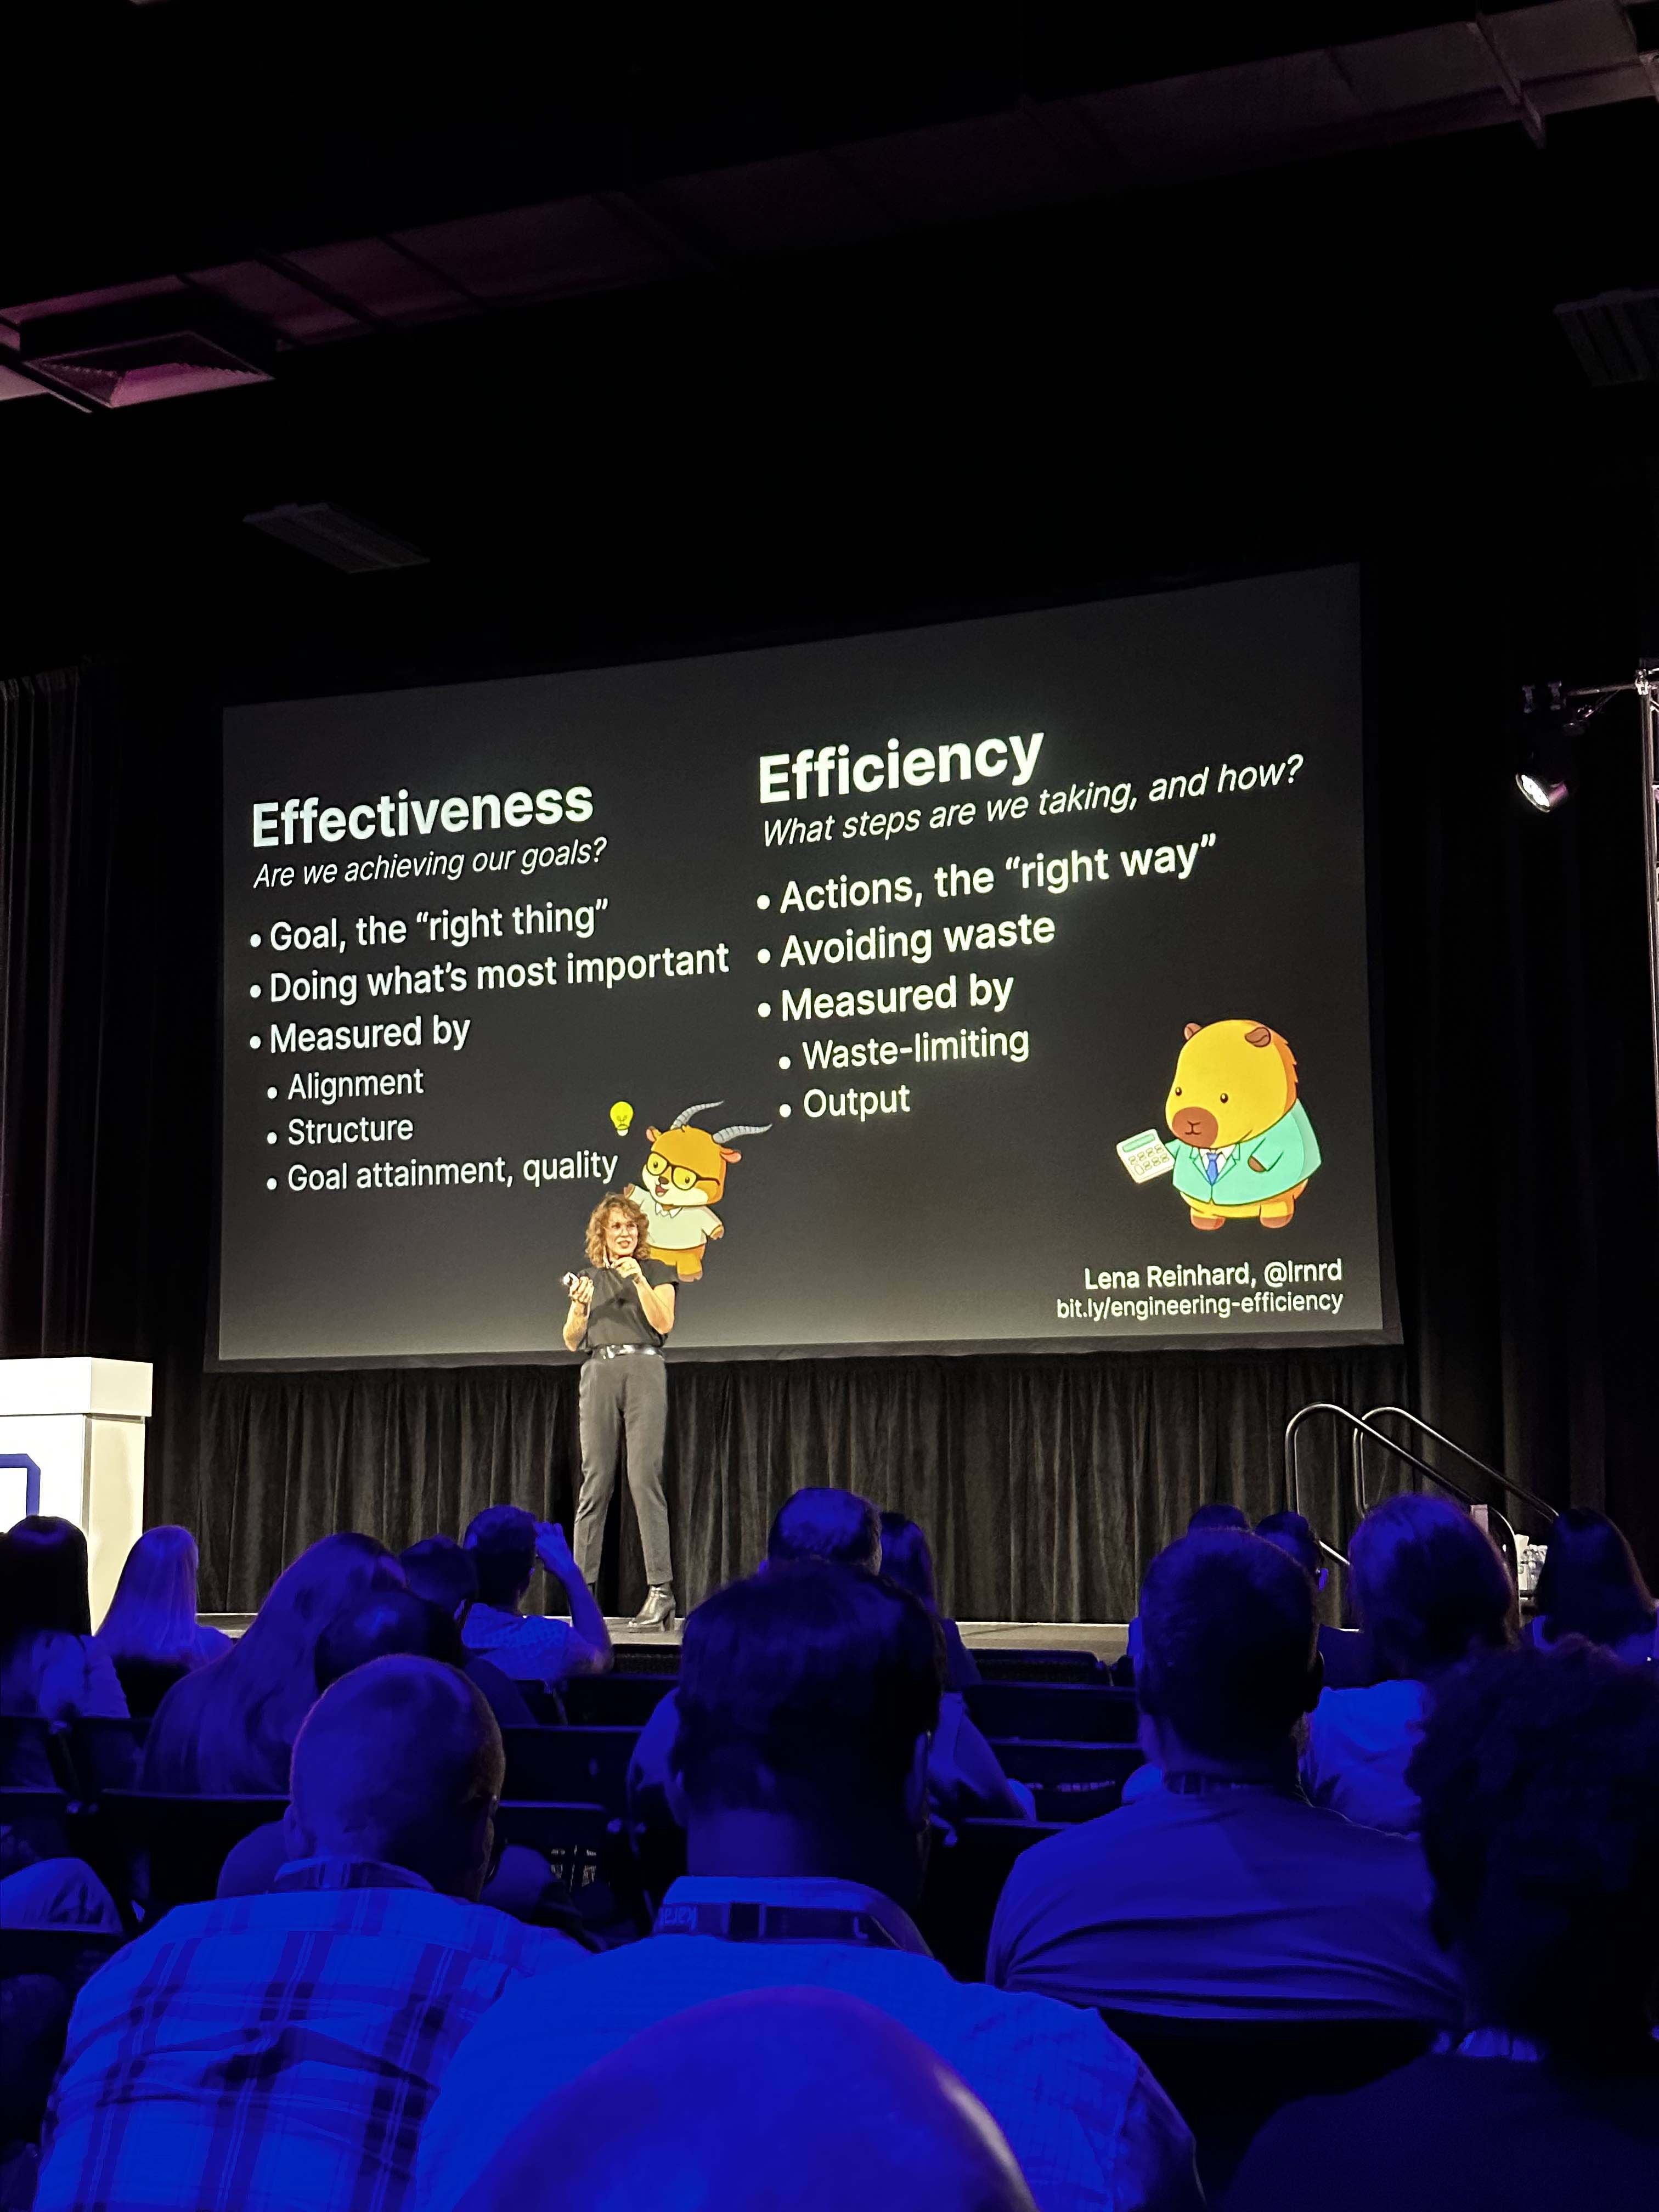 Effectiveness
Are we achieving our goals?
• Goal, the “right thing”
• Doing what’s most important
• Measured by
• Alignment
• Structure
• Goal attainment, quality
Efficiency
What steps are we taking, and how?
• Actions, the “right way”
• Avoiding waste
• Measured by
• Waste-limiting
• Output
Lena Reinhard, @lrnrd
bit.ly/engineering-efficiency